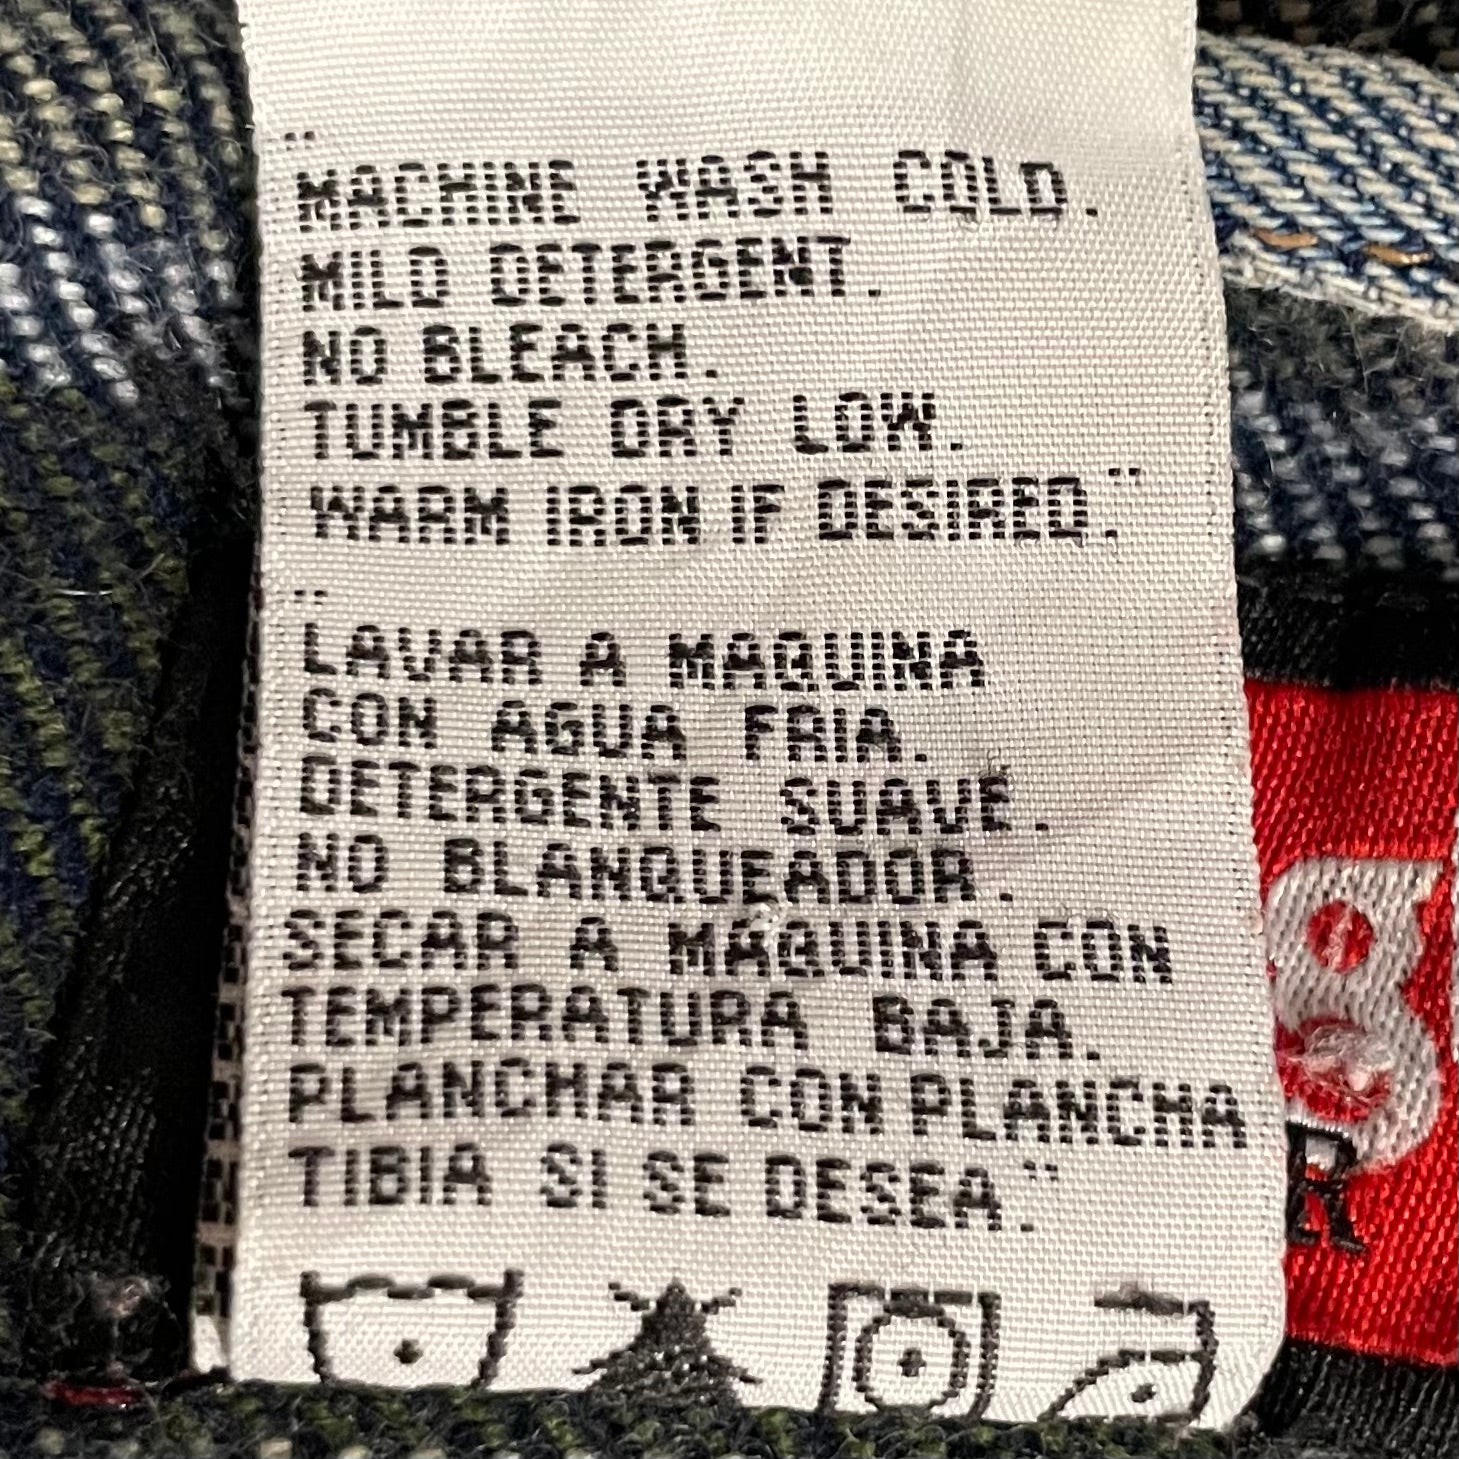 "
MACHINE WASH COLD.
MILD DETERGENT.
NO BLEACH.
TUMBLE DRY LOW.
WARM IRON IF DESIRED."
"
LAVAR A MAQUINA
CON AGUA FRIA.
DETERGENTE SUAVE.
NO BLANQUEADOR.
SECAR A MAQUINA CON
TEMPERATURA BAJA.
PLANCHAR CON PLANCHA
TIBIA SI SE DESEA."
B
R